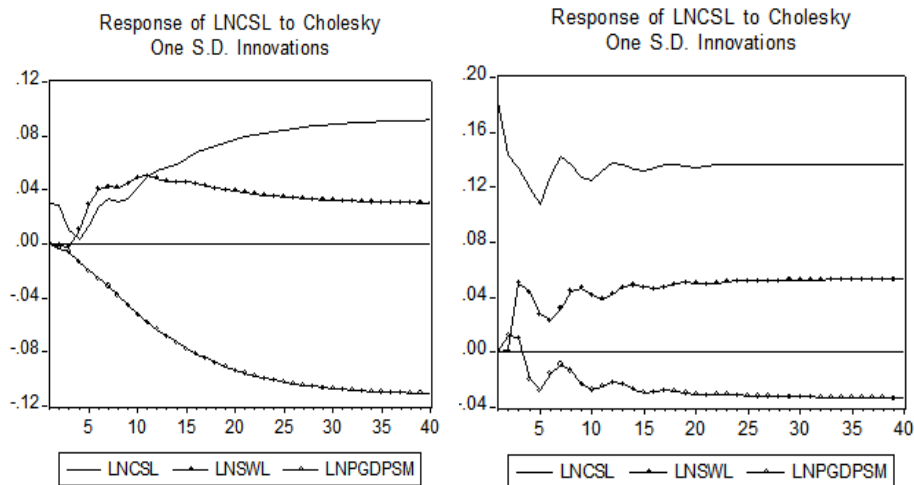 Response of LNCSL to Cholesky
One S.D. Innovations
.12
.08
.04
.00
-.04
-.08
-.12
5 10 15 20 25 30 35 40
LNCSL LNSWL LNPGDPSM
Response of LNCSL to Cholesky
One S.D. Innovations
.20
.16
.12
.08
.04
.00
-.04
5 10 15 20 25 30 35 40
LNCSL LNSWL LNPGDPSM